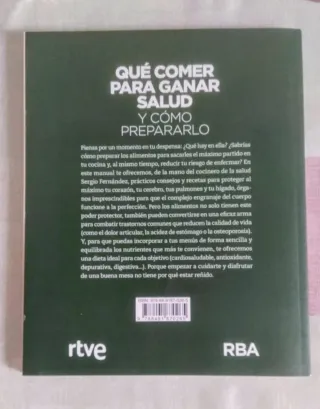 QUÉ COMER
PARA GANAR
SALUD
Y CÓMO
PREPARARLO
Piensa por un momento en tu despensa: ¿Qué hay en ella? ¿Sabrías
cómo preparar los alimentos para sacarles el máximo partido en
tu cocina y, al mismo tiempo, reducir tu riesgo de enfermar? En
este manual te ofrecemos, de la mano del cocinero de la salud
Sergio Fernández, prácticos consejos y recetas para proteger al
máximo tu corazón, tu cerebro, tus pulmones y tu hígado, órga-
nos imprescindibles para que el complejo engranaje del cuerpo
funcione a la perfección. Pero los alimentos no solo tienen este
poder protector, también pueden convertirse en una eficaz arma
para combatir trastornos comunes que reducen la calidad de vida
(como el dolor articular, la acidez de estómago o la osteoporosis).
Y, para que puedas incorporar a tus menús de forma sencilla y
equilibrada los nutrientes que más te convienen, te ofrecemos
una dieta ideal para cada objetivo (cardiosaludable, antioxidante,
depurativa, digestiva...). Porque empezar a cuidarte y disfrutar
de una buena mesa no tiene por qué estar reñido.
rtve
RBA